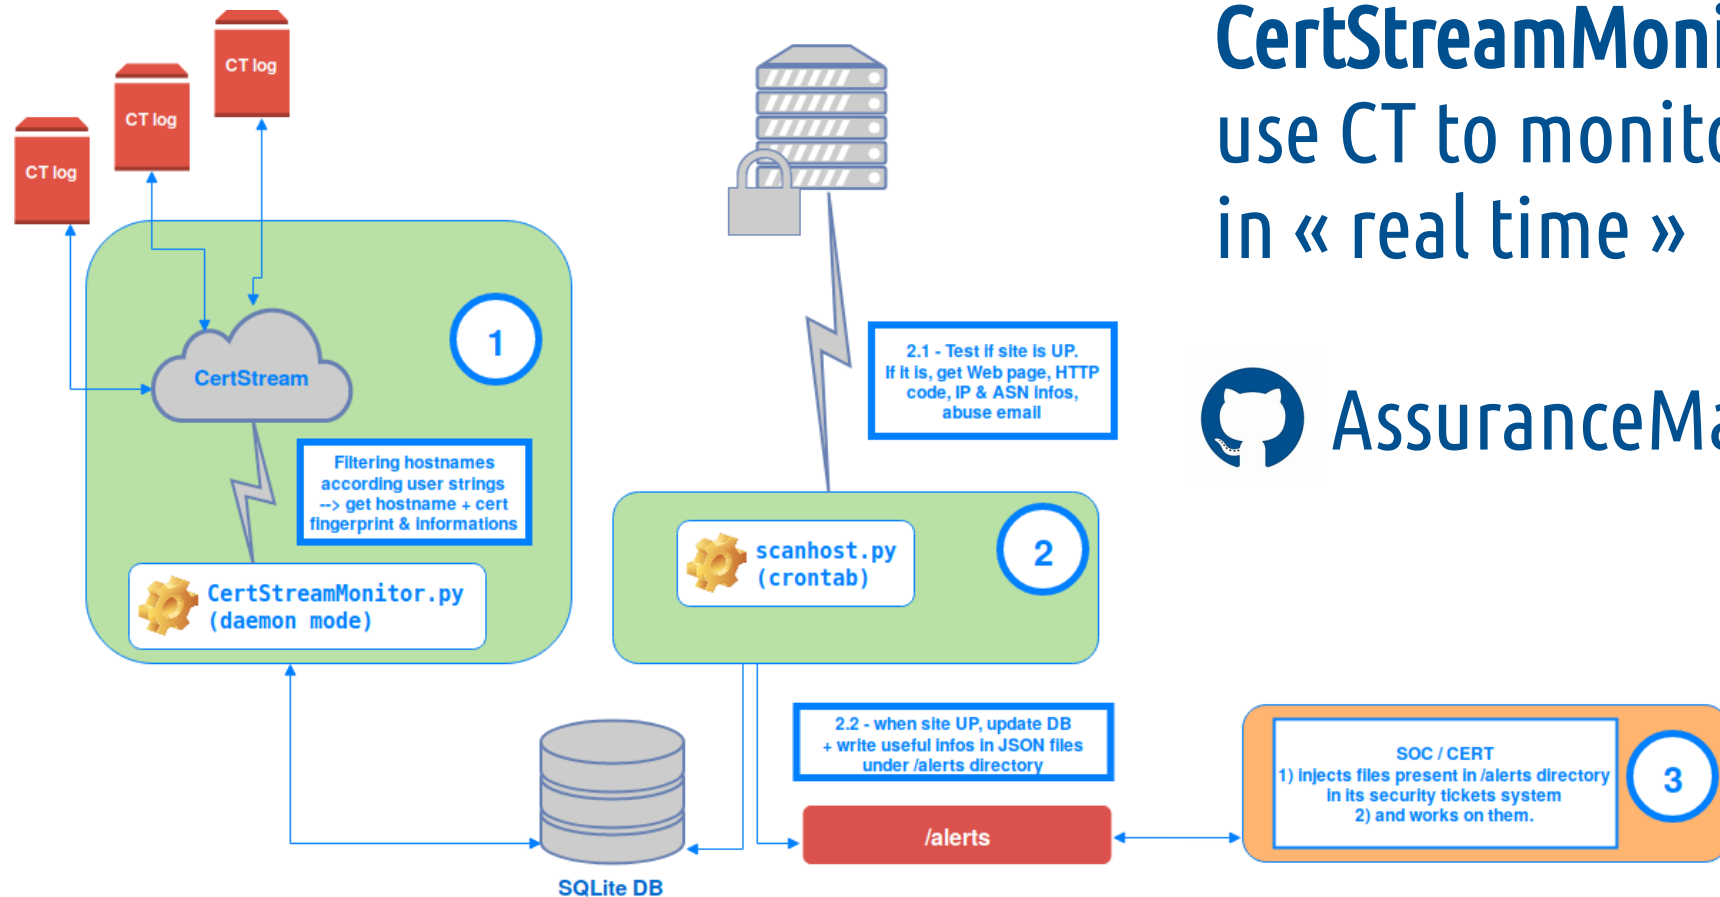 CT log
CT log
CT log
CertStreamMoni
use CT to monito
in « real time »
AssuranceMa
1
CertStream
Filtering hostnames
according user strings
--> get hostname + cert
fingerprint & informations
CertStreamMonitor.py
(daemon mode)
2.1 - Test if site is UP.
If it is, get Web page, HTTP
code, IP & ASN infos,
abuse email
2
scanhost.py
(crontab)
2.2 - when site UP, update DB
+ write useful infos in JSON files
under /alerts directory
/alerts
SQLite DB
SOC / CERT
1) injects files present in /alerts directory
in its security tickets system
2) and works on them.
3